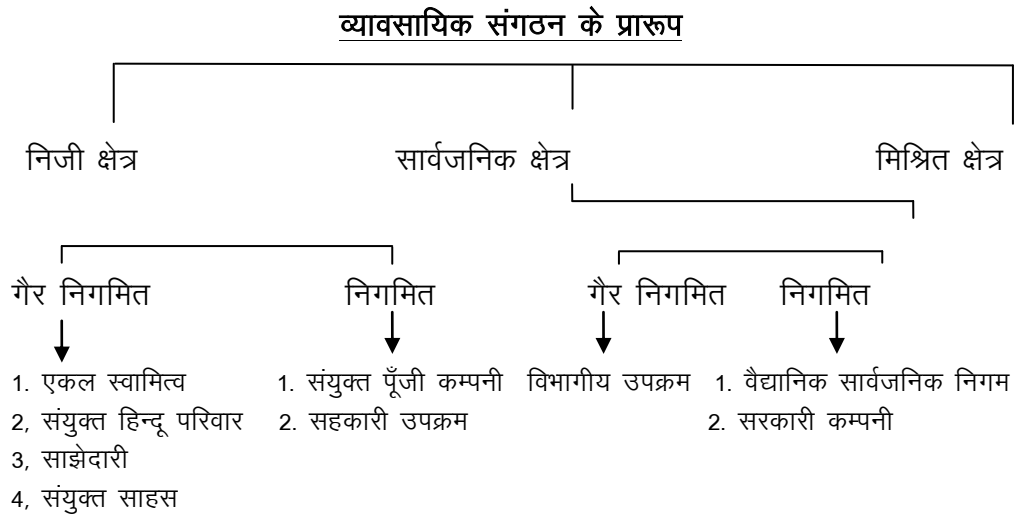 व्यावसायिक संगठन के प्रारूप
निजी क्षेत्र सार्वजनिक क्षेत्र मिश्रित क्षेत्र
गैर निगमित निगमित गैर निगमित निगमित
1. एकल स्वामित्व 1. संयुक्त पूँजी कम्पनी विभागीय उपक्रम 1. वैद्यानिक सार्वजनिक निगम
2, संयुक्त हिन्दू परिवार 2. सहकारी उपक्रम 2. सरकारी कम्पनी
3, साझेदारी
4, संयुक्त साहस